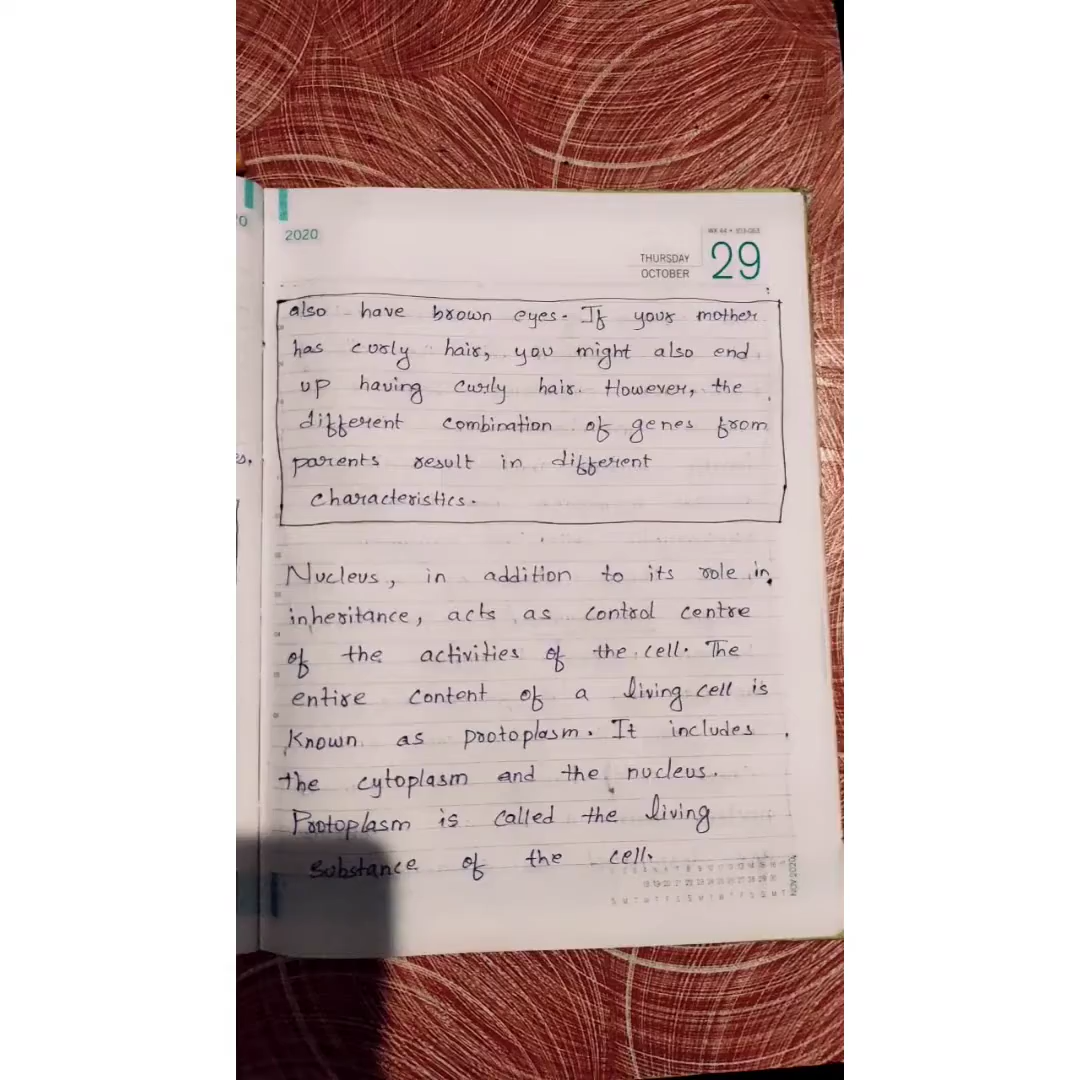 2020
WK 44 • 303-063
THURSDAY
OCTOBER
29
also have brown eyes. If your mother
has curly hair, you might also end
up having curly hair. However, the
different combination of genes from
parents result in different
characteristics.
Nucleus, in addition to its role in
inheritance, acts as control centre
of the activities of the cell. The
entire content of a living cell is
known as protoplasm. It includes
the cytoplasm and the nucleus.
Protoplasm is called the living
substance of the cell.